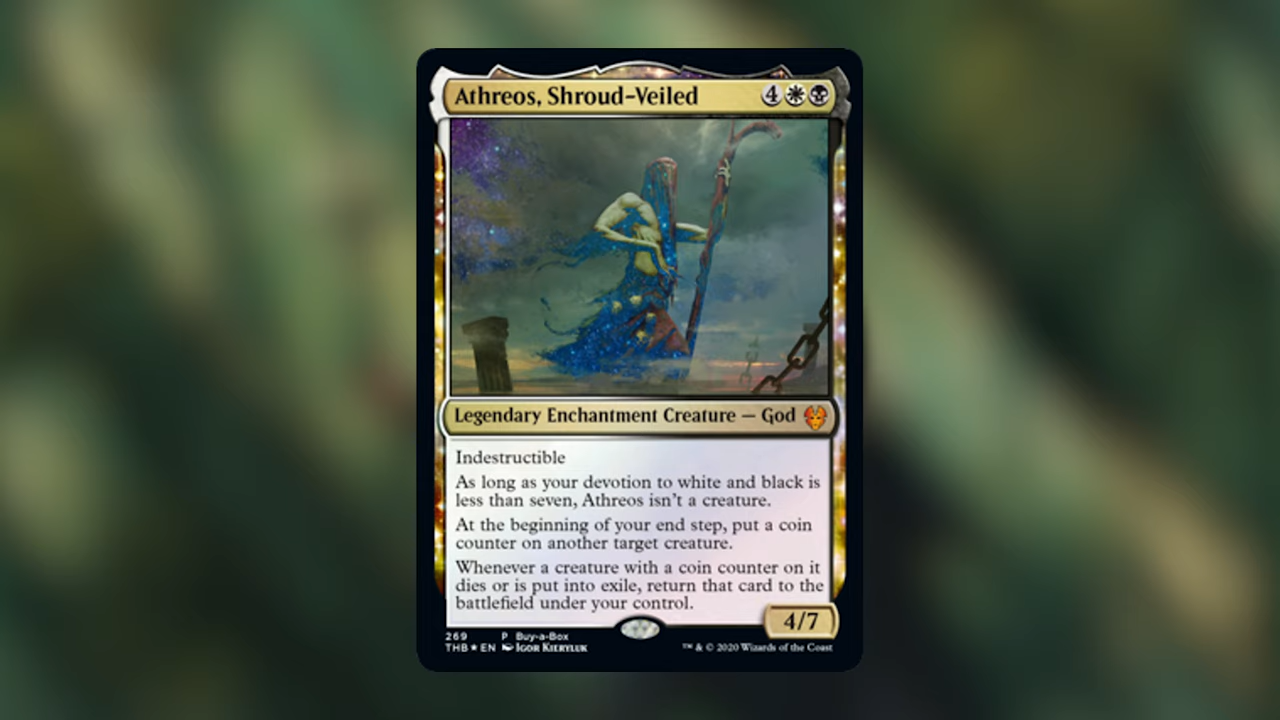 Athreos, Shroud-Veiled 4
Legendary Enchantment Creature — God
Indestructible
As long as your devotion to white and black is
less than seven, Athreos isn't a creature.
At the beginning of your end step, put a coin
counter on another target creature.
Whenever a creature with a coin counter on it
dies or is put into exile, return that card to the
battlefield under your control.
4/7
269 P Buy-a-Box
THB★EN Igor Kieryluk ™ & © 2020 Wizards of the Coast